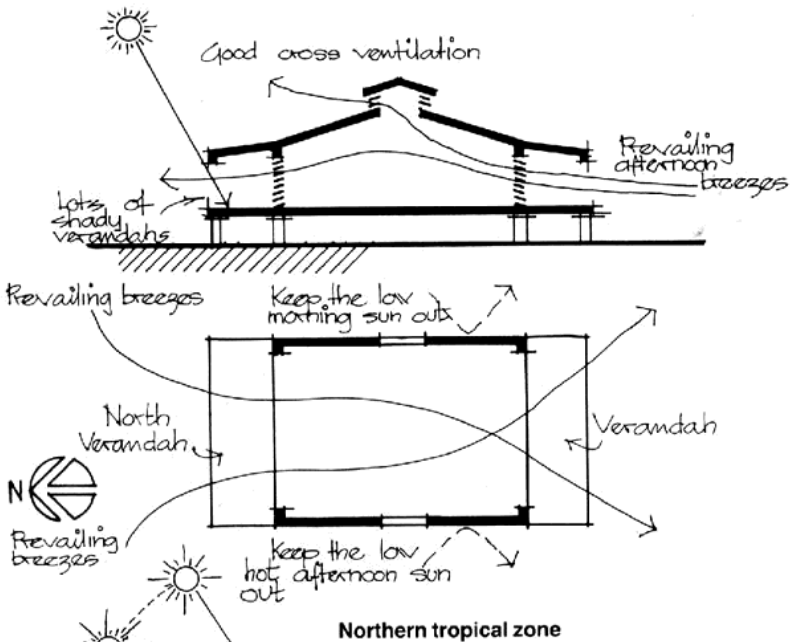 Good cross ventilation
Prevailing
afternoon
breezes
Lots of
shady
verandahs
Prevailing breezes
Keep the low
morning sun out
North
Verandah
Verandah
N
Prevailing
breezes
Keep the low
hot afternoon sun
out
Northern tropical zone